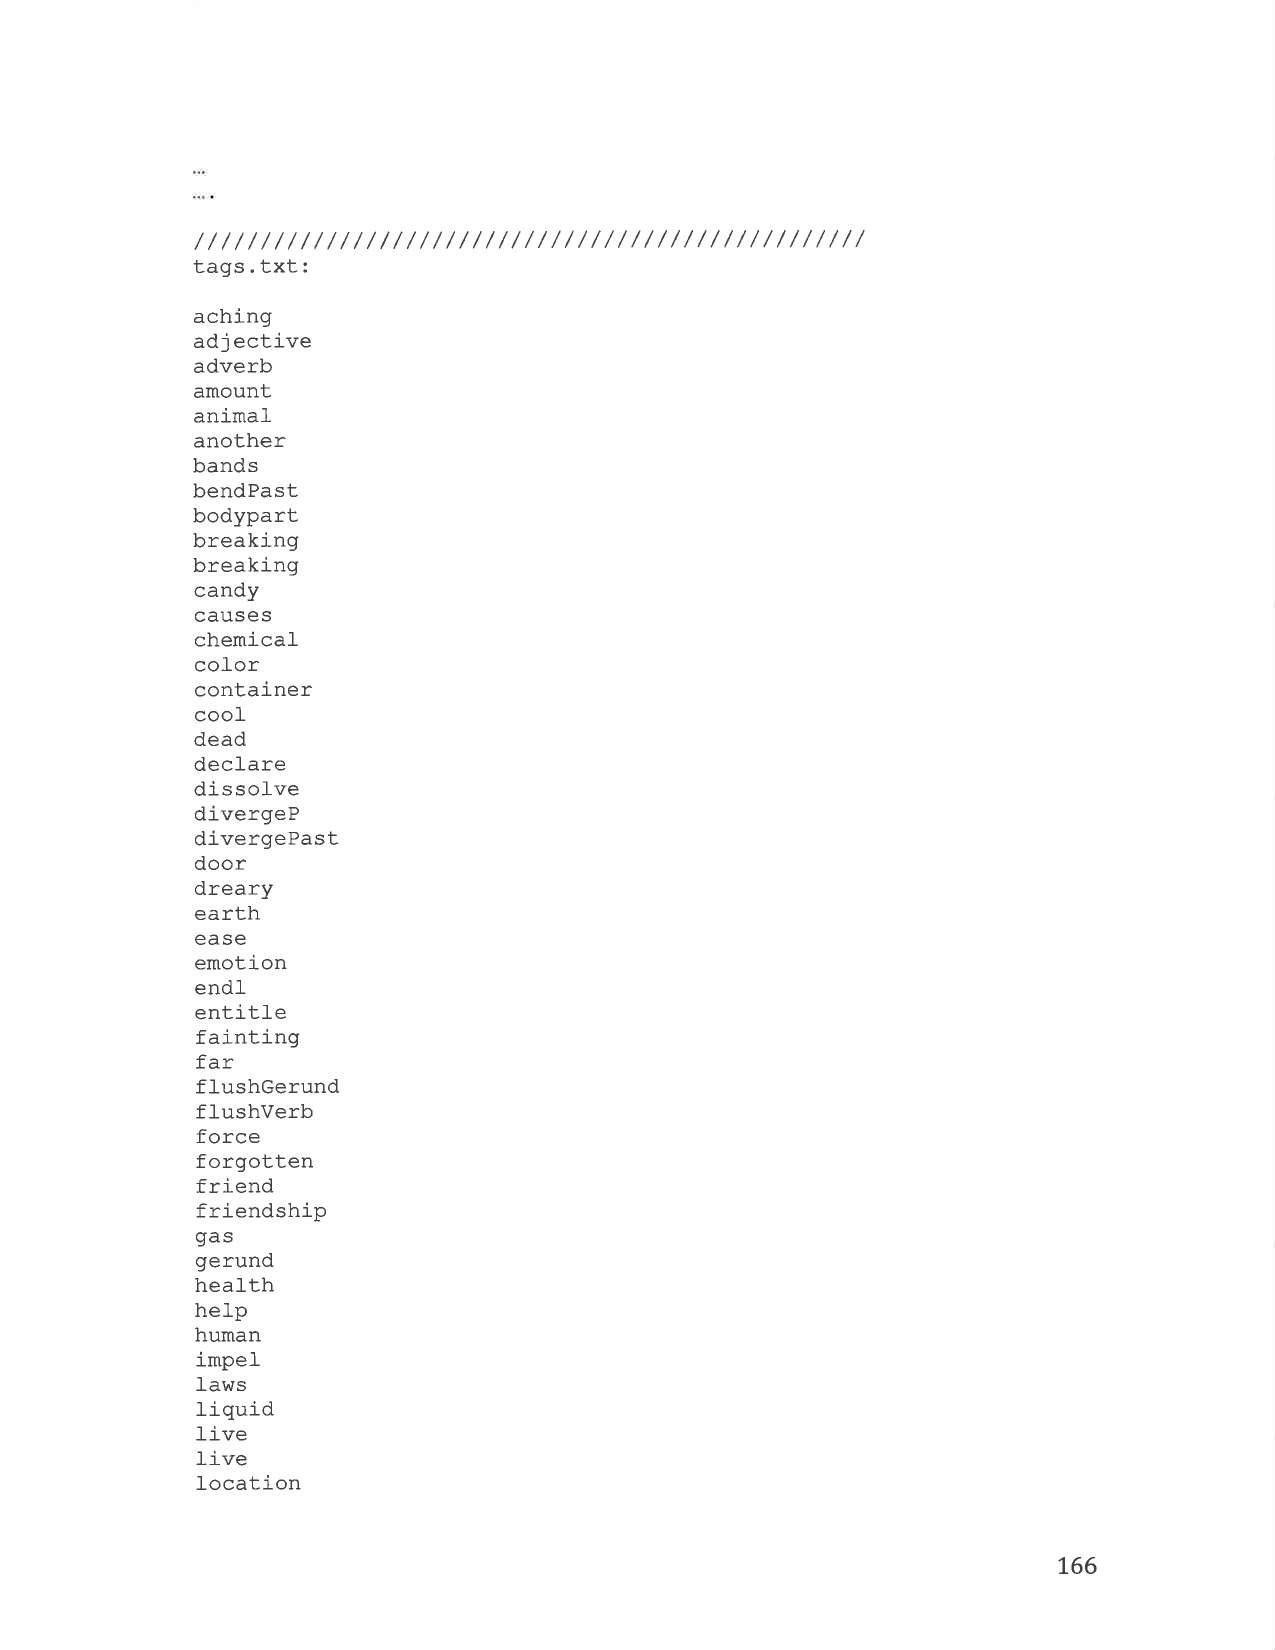 …
….
///////////////////////////////////////////////////
tags.txt:
aching
adjective
adverb
amount
animal
another
bands
bendPast
bodypart
breaking
breaking
candy
causes
chemical
color
container
cool
dead
declare
dissolve
divergeP
divergePast
door
dreary
earth
ease
emotion
endl
entitle
fainting
far
flushGerund
flushVerb
force
forgotten
friend
friendship
gas
gerund
health
help
human
impel
laws
liquid
live
live
location
166